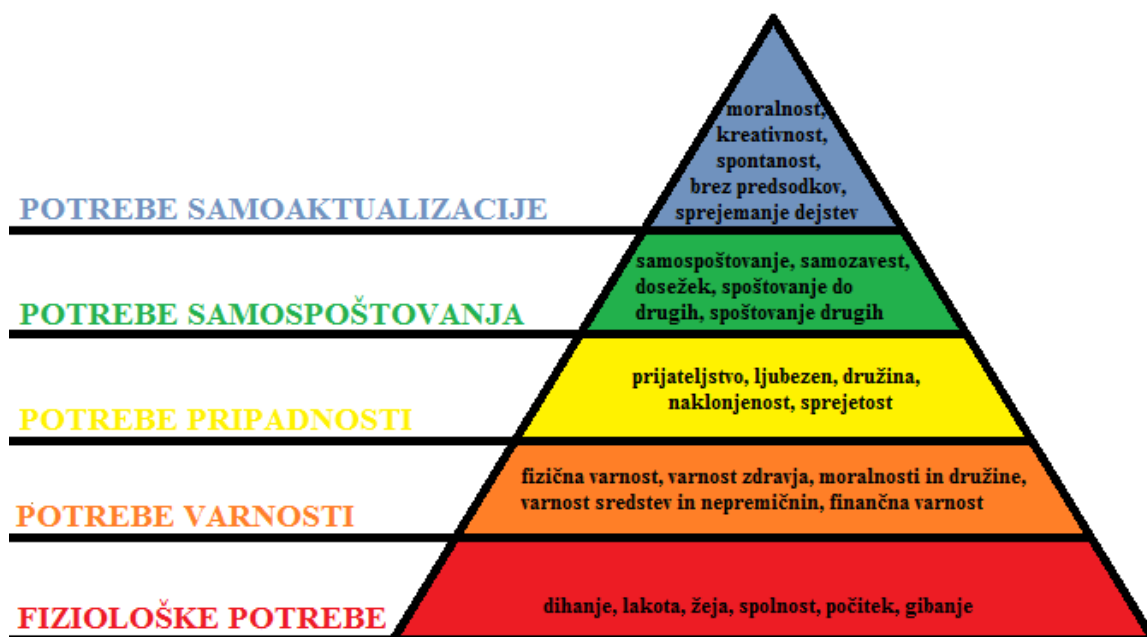 moralnost,
kreativnost,
spontanost,
brez predsodkov,
sprejemanje dejstev
POTREBE SAMOAKTUALIZACIJE
samospoštovanje, samozavest,
dosežek, spoštovanje do
drugih, spoštovanje drugih
POTREBE SAMOSPOŠTOVANJA
prijateljstvo, ljubezen, družina,
naklonjenost, sprejetost
POTREBE PRIPADNOSTI
fizična varnost, varnost zdravja, moralnosti in družine,
varnost sredstev in nepremičnin, finančna varnost
POTREBE VARNOSTI
dihanje, lakota, žeja, spolnost, počitek, gibanje
FIZIOLOŠKE POTREBE